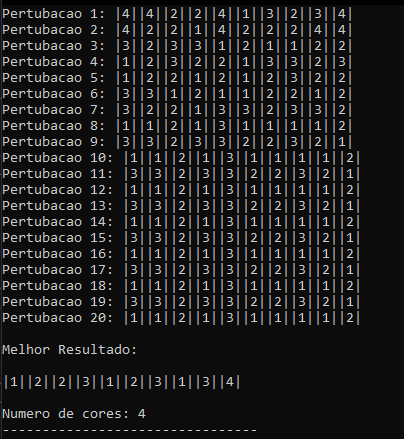 Pertubacao 1: |4||4||2||2||4||1||3||2||3||4|
Pertubacao 2: |4||2||2||1||4||2||2||2||4||4|
Pertubacao 3: |3||2||3||3||1||2||1||1||2||2|
Pertubacao 4: |1||2||3||2||2||1||3||3||2||3|
Pertubacao 5: |1||2||2||1||2||2||1||2||1||2|
Pertubacao 6: |3||3||1||2||1||2||2||1||1||2|
Pertubacao 7: |3||2||2||1||3||3||2||3||3||2|
Pertubacao 8: |1||1||2||1||3||1||1||1||1||2|
Pertubacao 9: |3||3||2||3||3||2||2||3||2||1|
Pertubacao 10: |1||1||2||1||3||1||1||1||1||2|
Pertubacao 11: |3||3||2||3||3||2||2||3||2||1|
Pertubacao 12: |1||1||2||1||3||1||1||1||1||2|
Pertubacao 13: |3||3||2||3||3||2||2||3||2||1|
Pertubacao 14: |1||1||2||1||3||1||1||1||1||2|
Pertubacao 15: |3||3||2||3||3||2||2||3||2||1|
Pertubacao 16: |1||1||2||1||3||1||1||1||1||2|
Pertubacao 17: |3||3||2||3||3||2||2||3||2||1|
Pertubacao 18: |1||1||2||1||3||1||1||1||1||2|
Pertubacao 19: |3||3||2||3||3||2||2||3||2||1|
Pertubacao 20: |1||1||2||1||3||1||1||1||1||2|
Melhor Resultado:
|1||2||2||3||1||2||3||1||3||4|
Numero de cores: 4
--------------------------------